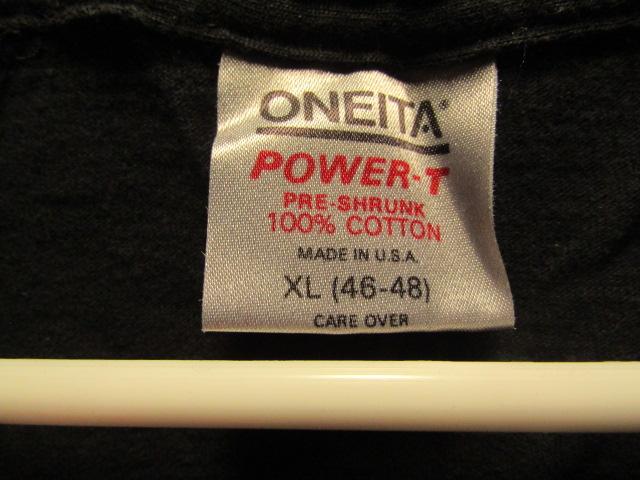 ONEITA®
POWER-T
PRE-SHRUNK
100% COTTON
MADE IN U.S.A.
XL (46-48)
CARE OVER